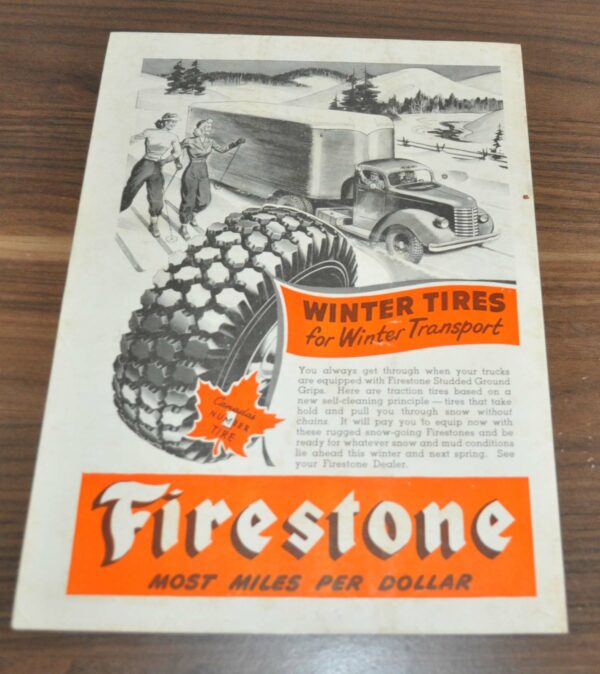 WINTER TIRES
for Winter Transport
You always get through when your trucks
are equipped with Firestone Studded Ground
Grips. Here are traction tires based on a
new self-cleaning principle — tires that take
hold and pull you through snow without
chains. It will pay you to equip now with
these rugged snow-going Firestones and be
ready for whatever snow and mud conditions
lie ahead this winter and next spring. See
your Firestone Dealer.
Canada's
NUMBER
TIRE
Firestone
MOST MILES PER DOLLAR